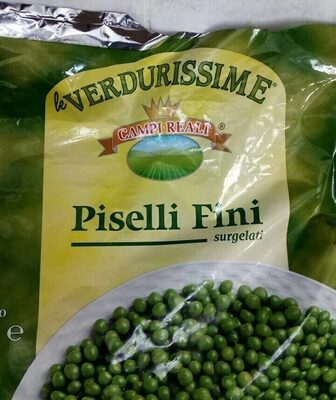 le VERDURISSIME®
CAMPI REALI®
Piselli Fini
surgelati
e